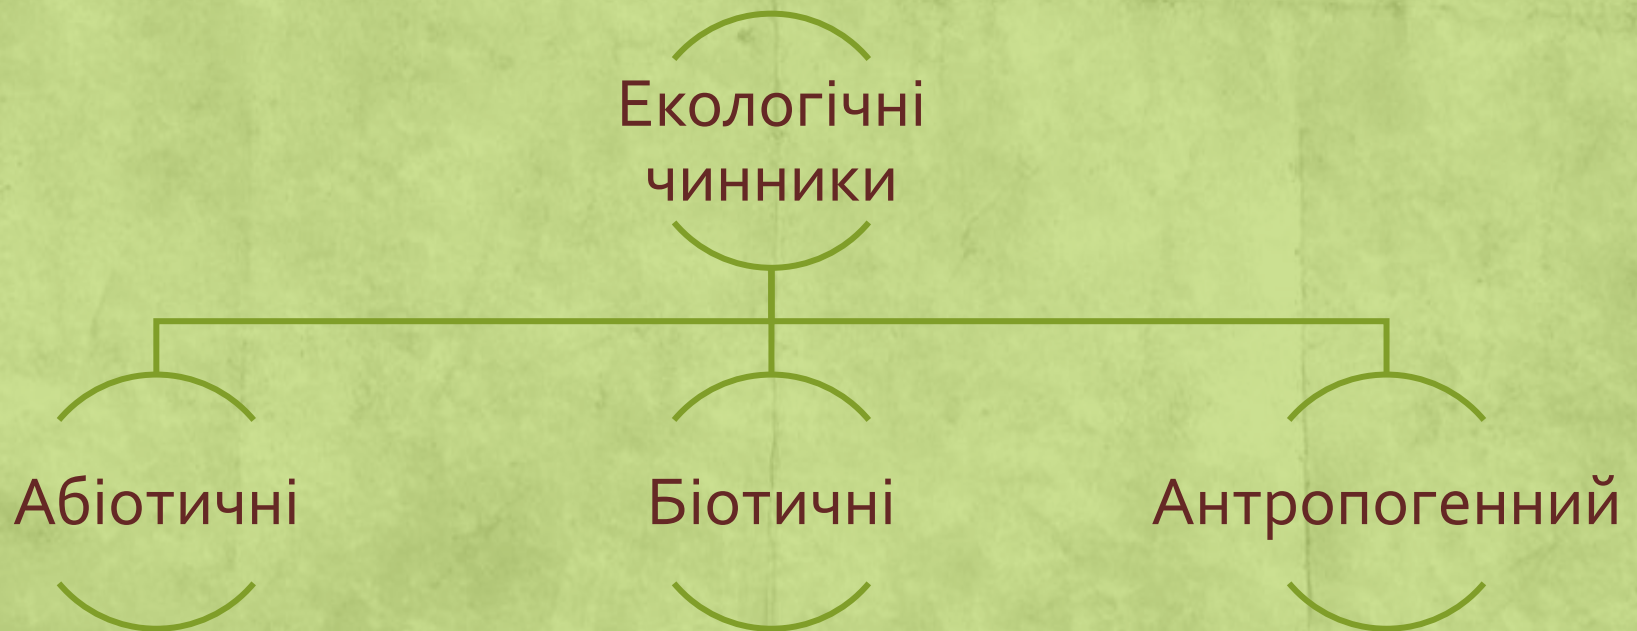 Екологічні
чинники
Абіотичні
Біотичні
Антропогенний